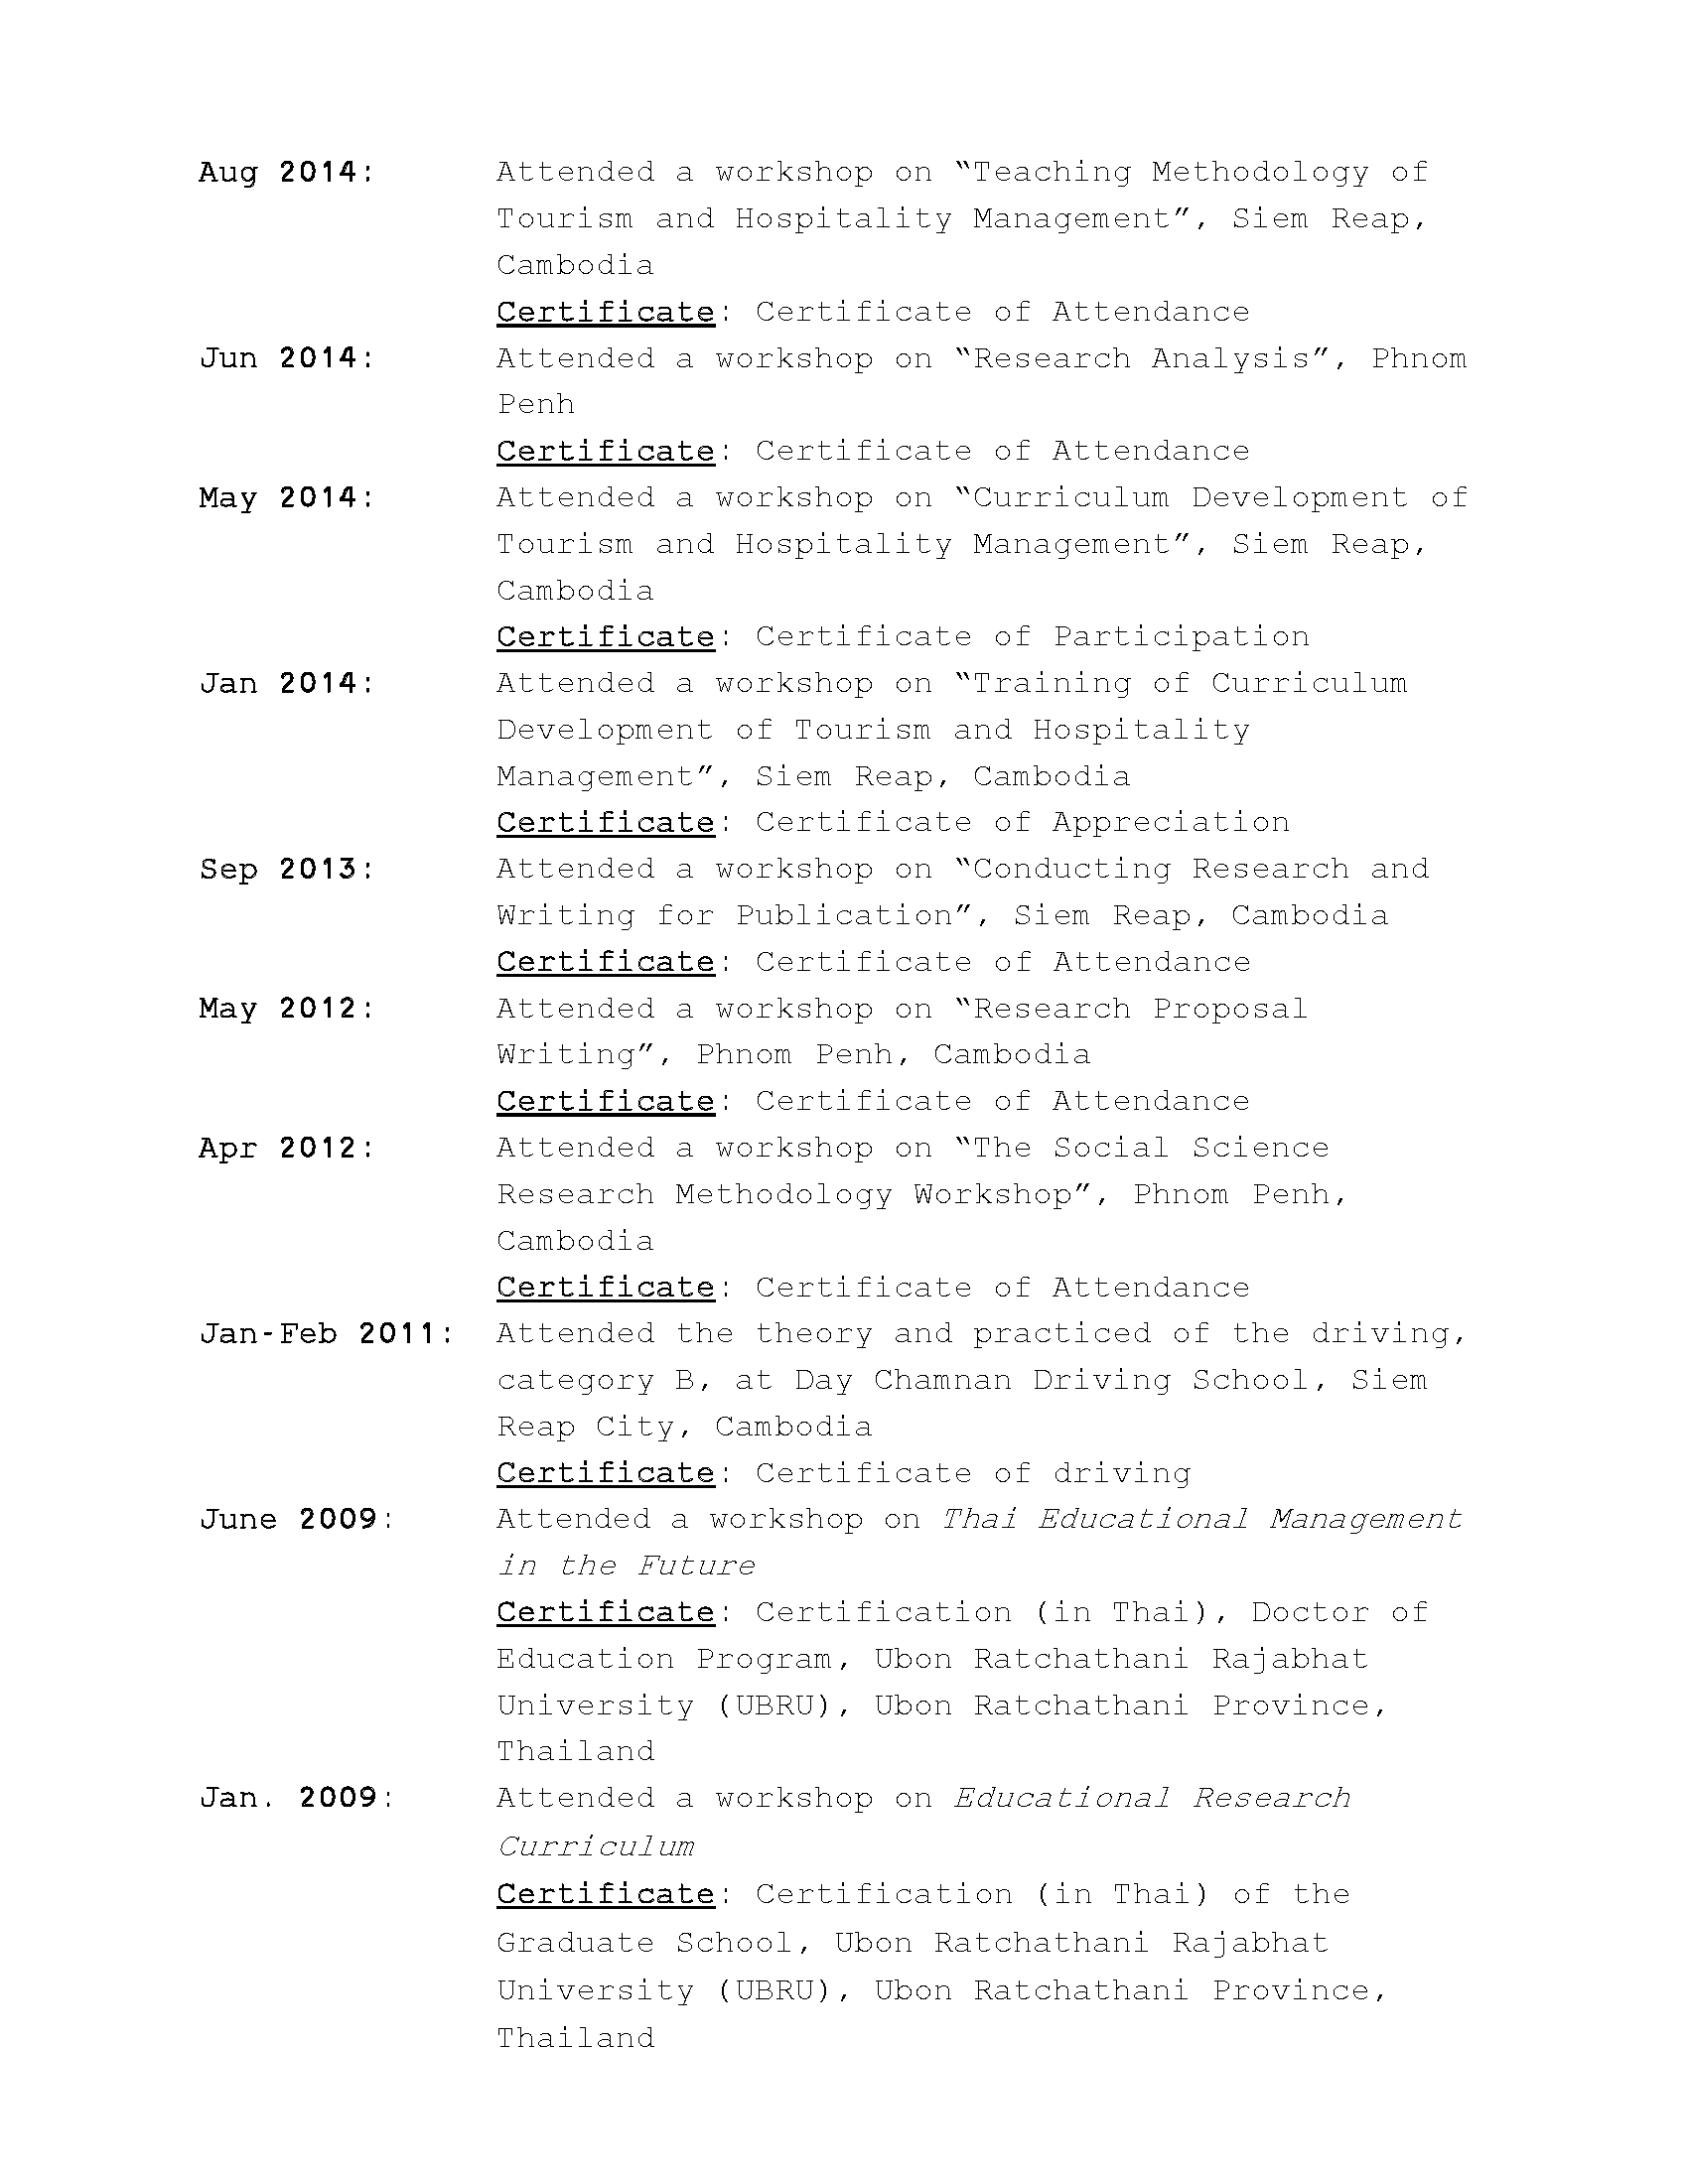 Aug 2014: Attended a workshop on “Teaching Methodology of
Tourism and Hospitality Management”, Siem Reap,
Cambodia
Certificate: Certificate of Attendance
Jun 2014: Attended a workshop on “Research Analysis”, Phnom
Penh
Certificate: Certificate of Attendance
May 2014: Attended a workshop on “Curriculum Development of
Tourism and Hospitality Management”, Siem Reap,
Cambodia
Certificate: Certificate of Participation
Jan 2014: Attended a workshop on “Training of Curriculum
Development of Tourism and Hospitality
Management”, Siem Reap, Cambodia
Certificate: Certificate of Appreciation
Sep 2013: Attended a workshop on “Conducting Research and
Writing for Publication”, Siem Reap, Cambodia
Certificate: Certificate of Attendance
May 2012: Attended a workshop on “Research Proposal
Writing”, Phnom Penh, Cambodia
Certificate: Certificate of Attendance
Apr 2012: Attended a workshop on “The Social Science
Research Methodology Workshop”, Phnom Penh,
Cambodia
Certificate: Certificate of Attendance
Jan-Feb 2011: Attended the theory and practiced of the driving,
category B, at Day Chamnan Driving School, Siem
Reap City, Cambodia
Certificate: Certificate of driving
June 2009: Attended a workshop on Thai Educational Management
in the Future
Certificate: Certification (in Thai), Doctor of
Education Program, Ubon Ratchathani Rajabhat
University (UBRU), Ubon Ratchathani Province,
Thailand
Jan. 2009: Attended a workshop on Educational Research
Curriculum
Certificate: Certification (in Thai) of the
Graduate School, Ubon Ratchathani Rajabhat
University (UBRU), Ubon Ratchathani Province,
Thailand